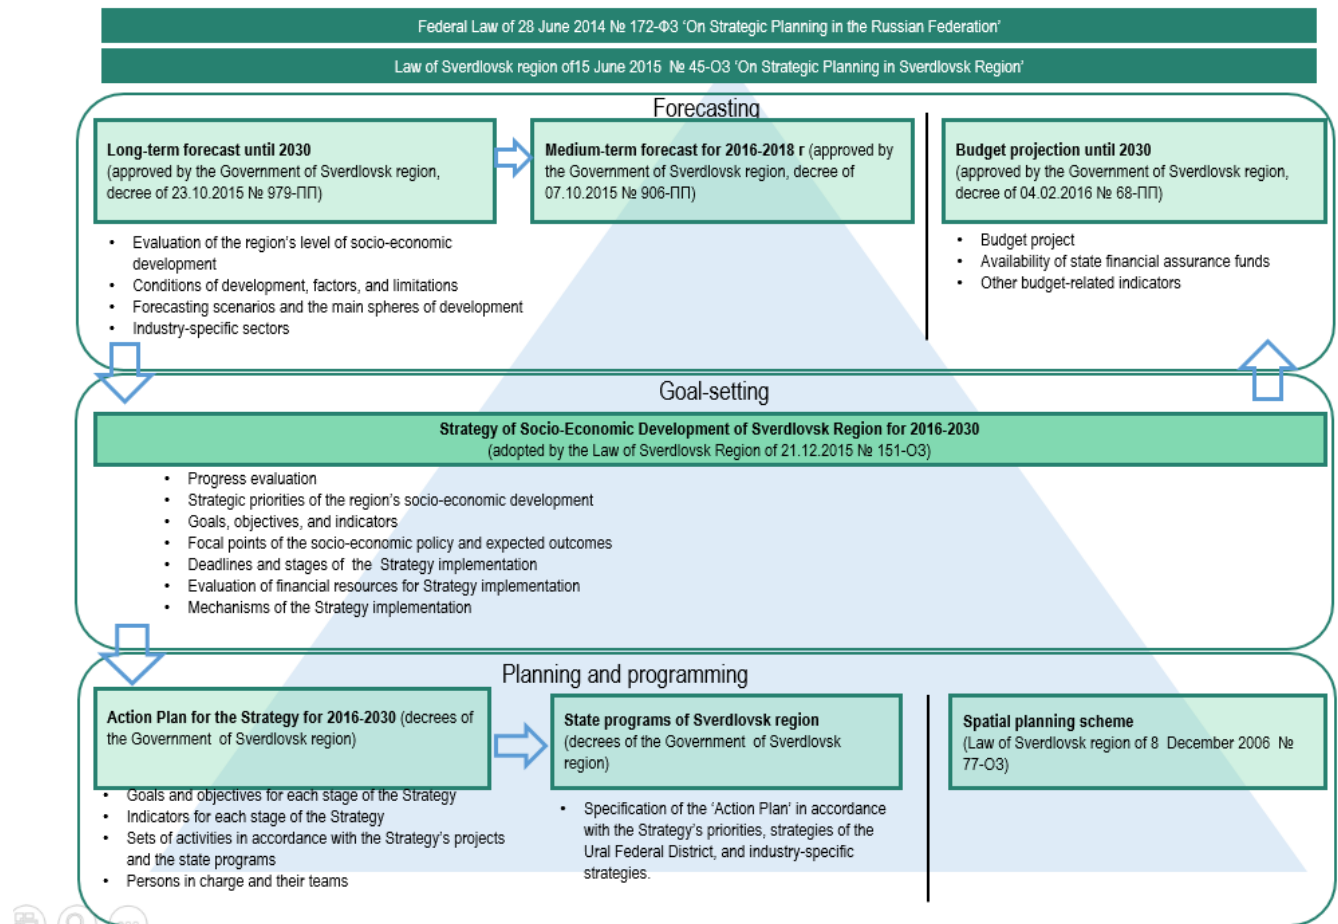 Federal Law of 28 June 2014 № 172-ФЗ ‘On Strategic Planning in the Russian Federation’
Law of Sverdlovsk region of15 June 2015 № 45-ОЗ ‘On Strategic Planning in Sverdlovsk Region’
Forecasting
Long-term forecast until 2030
(approved by the Government of Sverdlovsk region,
decree of 23.10.2015 № 979-ПП)
• Evaluation of the region’s level of socio-economic
development
• Conditions of development, factors, and limitations
• Forecasting scenarios and the main spheres of development
• Industry-specific sectors
Medium-term forecast for 2016-2018 г (approved by
the Government of Sverdlovsk region, decree of
07.10.2015 № 906-ПП)
Budget projection until 2030
(approved by the Government of Sverdlovsk region,
decree of 04.02.2016 № 68-ПП)
• Budget project
• Availability of state financial assurance funds
• Other budget-related indicators
Goal-setting
Strategy of Socio-Economic Development of Sverdlovsk Region for 2016-2030
(adopted by the Law of Sverdlovsk Region of 21.12.2015 № 151-ОЗ)
• Progress evaluation
• Strategic priorities of the region’s socio-economic development
• Goals, objectives, and indicators
• Focal points of the socio-economic policy and expected outcomes
• Deadlines and stages of the Strategy implementation
• Evaluation of financial resources for Strategy implementation
• Mechanisms of the Strategy implementation
Planning and programming
Action Plan for the Strategy for 2016-2030 (decrees of
the Government of Sverdlovsk region)
• Goals and objectives for each stage of the Strategy
• Indicators for each stage of the Strategy
• Sets of activities in accordance with the Strategy’s projects
and the state programs
• Persons in charge and their teams
State programs of Sverdlovsk region
(decrees of the Government of Sverdlovsk
region)
• Specification of the ‘Action Plan’ in accordance
with the Strategy’s priorities, strategies of the
Ural Federal District, and industry-specific
strategies.
Spatial planning scheme
(Law of Sverdlovsk region of 8 December 2006 №
77-ОЗ)